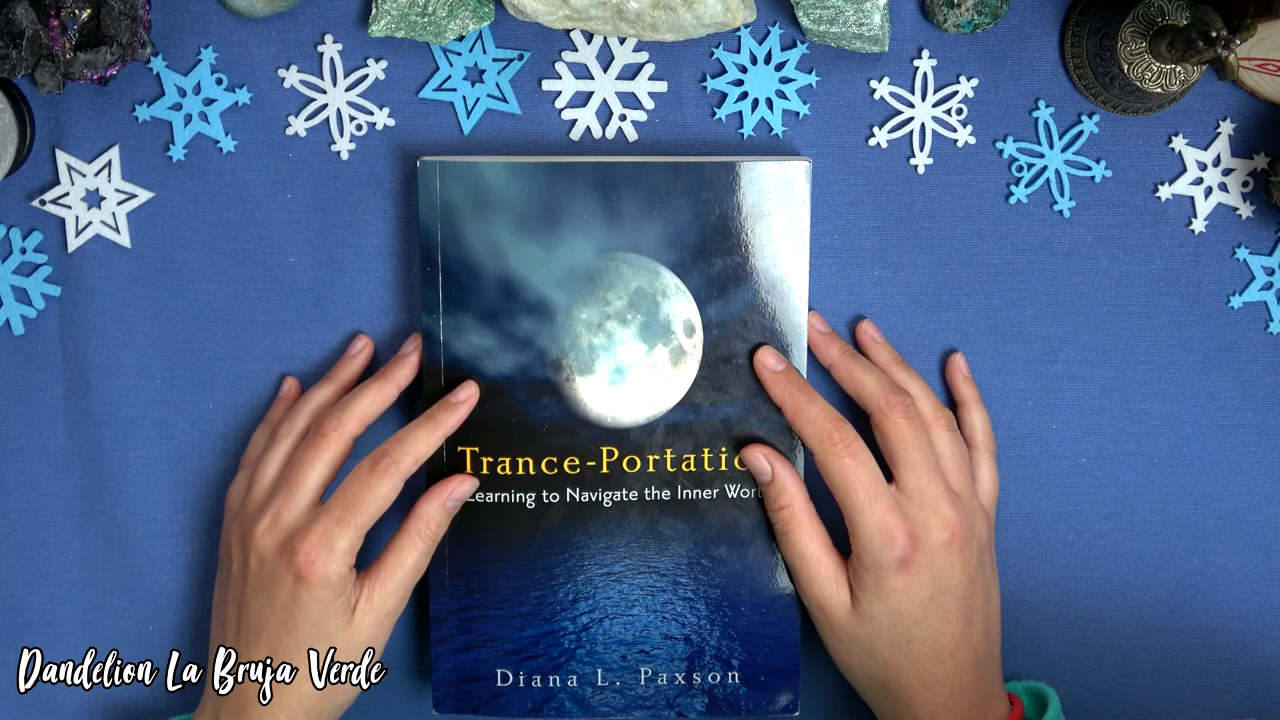 Trance-Portatio
Learning to Navigate the Inner Wor
Diana L. Paxson
Dandelion La Bruja Verde